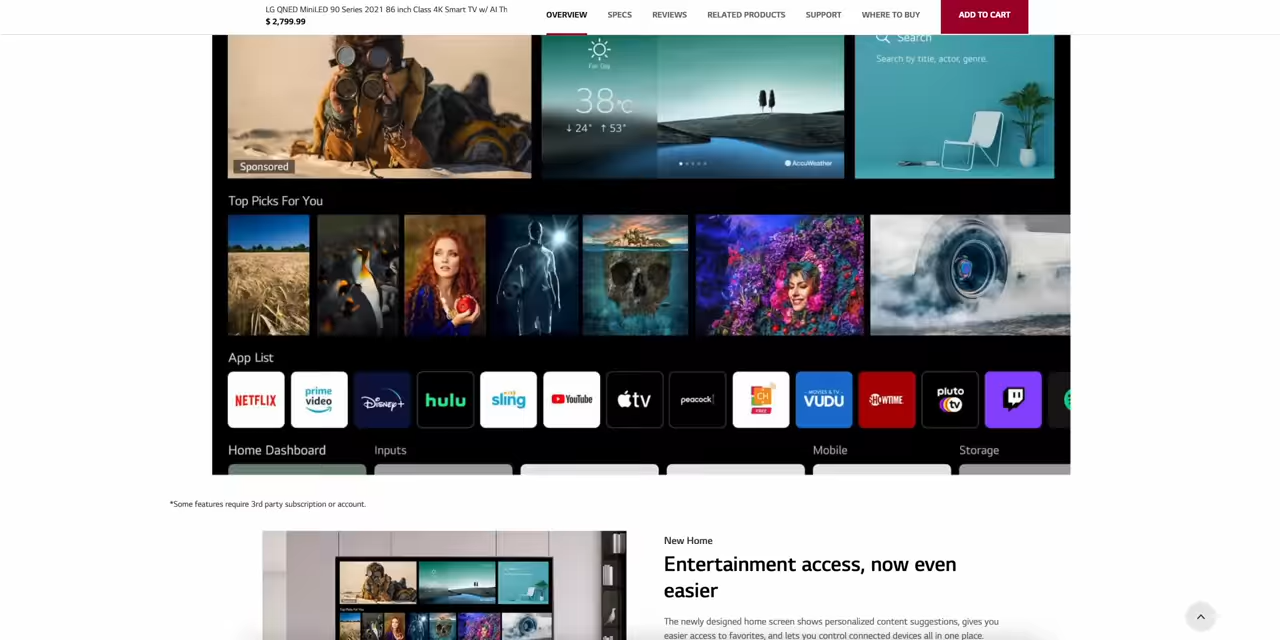 LG QNED MiniLED 90 Series 2021 86 inch Class 4K Smart TV w/ AI Th
$ 2,799.99
OVERVIEW
SPECS
REVIEWS
RELATED PRODUCTS
SUPPORT
WHERE TO BUY
ADD TO CART
Sponsored
38°C
↓ 24° ↑ 53°
AccuWeather
Search
Search by title, actor, genre.
Top Picks For You
App List
NETFLIX
prime video
Disney+
hulu
sling
YouTube
tv
peacock
CH
FREE
MOVIES & TV
VUDU
SHOWTIME
pluto tv
Home Dashboard
Inputs
Mobile
Storage
*Some features require 3rd party subscription or account.
New Home
Entertainment access, now even
easier
The newly designed home screen shows personalized content suggestions, gives you
easier access to favorites, and lets you control connected devices all in one place.